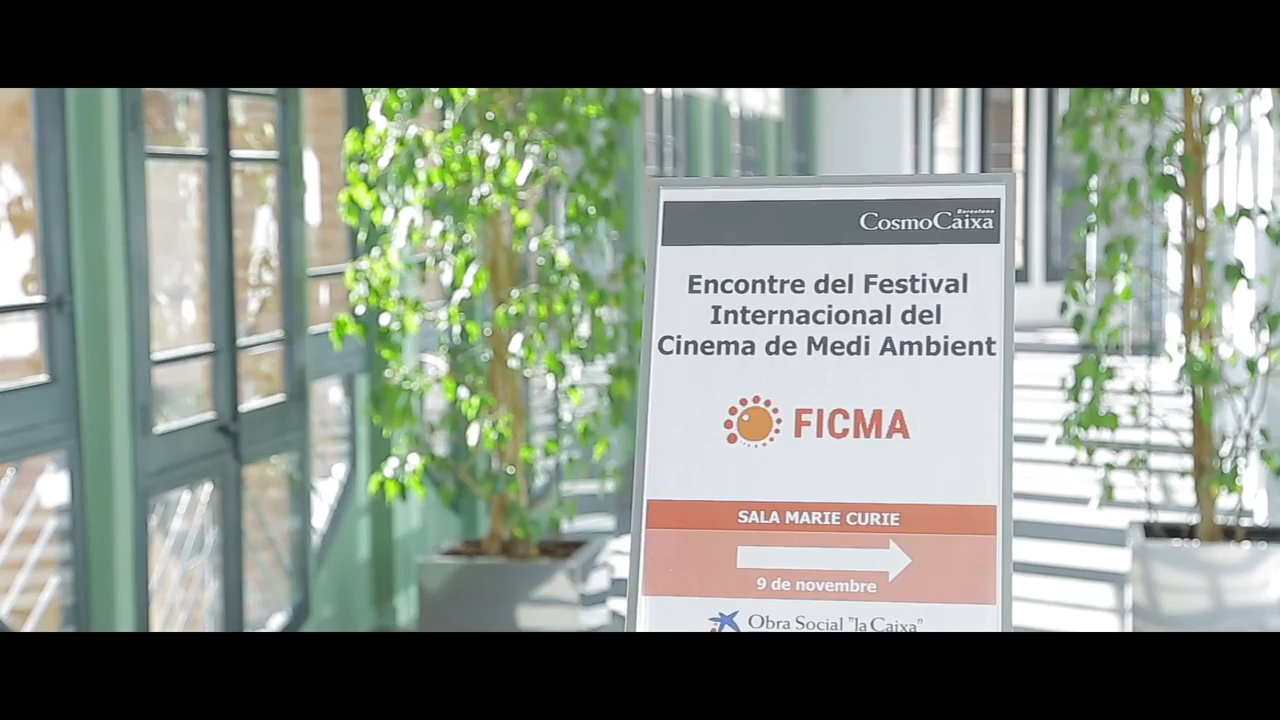 Barcelona
CosmoCaixa
Encontre del Festival
Internacional del
Cinema de Medi Ambient
FICMA
SALA MARIE CURIE
9 de novembre
Obra Social "la Caixa"